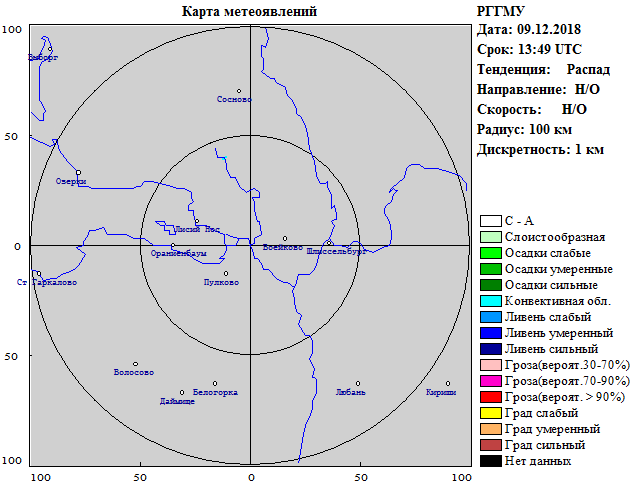 Карта метеоявлений
РГГМУ
Дата: 09.12.2018
Срок: 13:49 UTC
Тенденция: Распад
Направление: Н/О
Скорость: Н/О
Радиус: 100 км
Дискретность: 1 км
100
Выборг
Сосново
50
Озерки
Лисий Нос
0
Ораниенбаум
Воейково
Шлиссельбург
Ст Гаркалово
Пулково
50
Волосово
Даймище
Белогорка
Любань
Кириши
100
100
50
0
50
100
С - А
Слоистообразная
Осадки слабые
Осадки умеренные
Осадки сильные
Конвективная обл.
Ливень слабый
Ливень умеренный
Ливень сильный
Гроза(вероят.30-70%)
Гроза(вероят.70-90%)
Гроза(вероят. > 90%)
Град слабый
Град умеренный
Град сильный
Нет данных